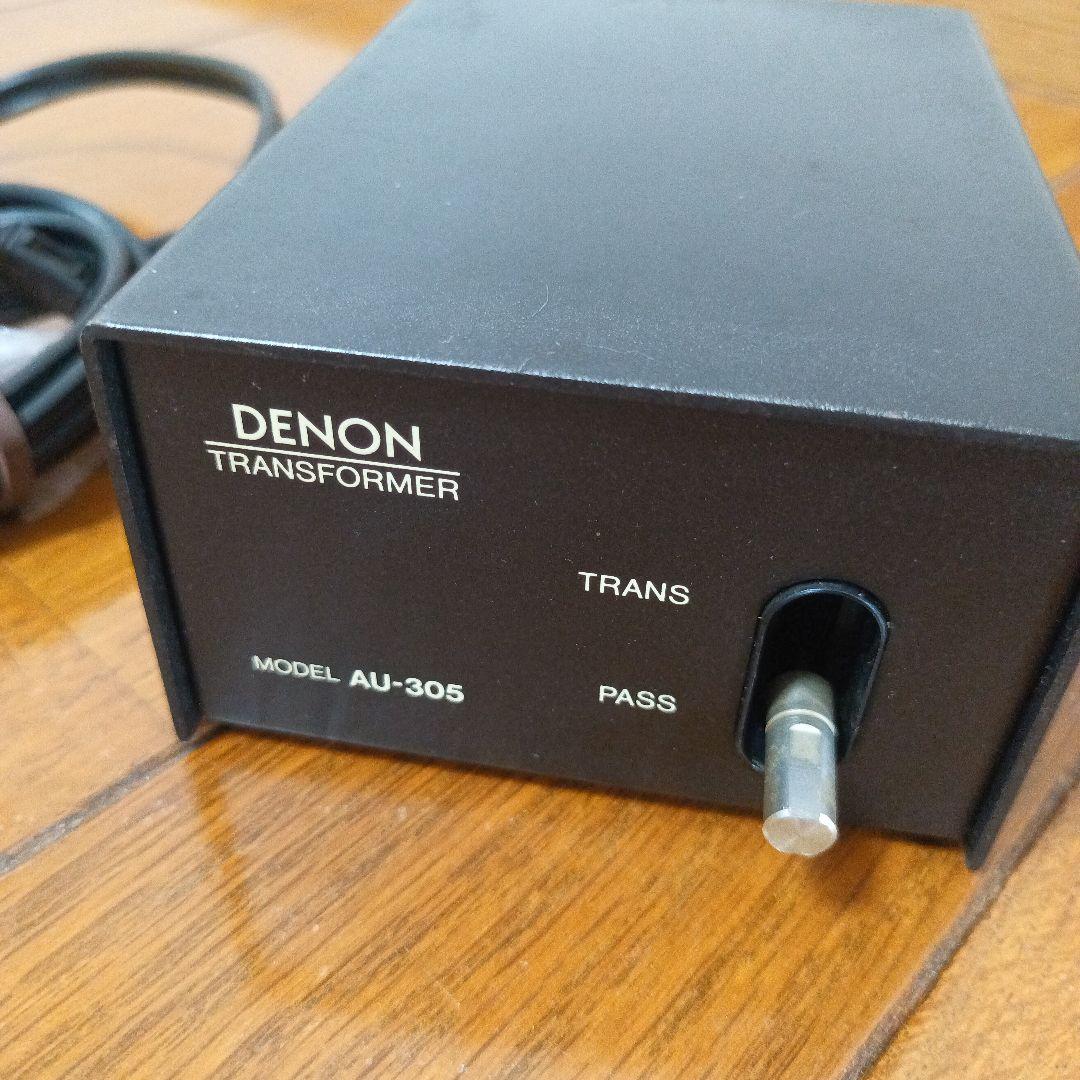 DENON
TRANSFORMER
TRANS
MODEL AU-305
PASS